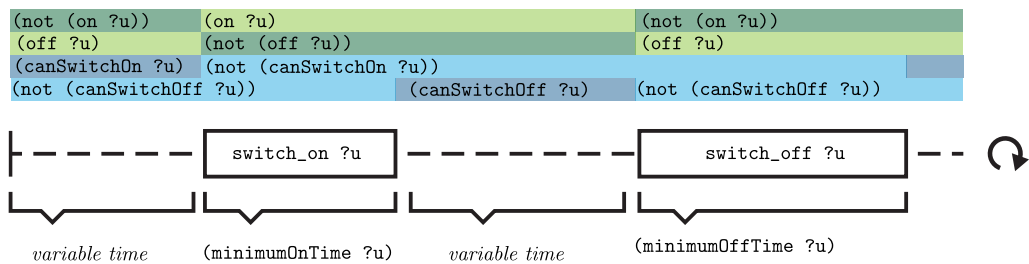 (not (on ?u)) (on ?u) (not (on ?u))
(off ?u) (not (off ?u)) (off ?u)
(canSwitchOn ?u) (not (canSwitchOn ?u))
(not (canSwitchOff ?u)) (canSwitchOff ?u) (not (canSwitchOff ?u))
switch_on ?u switch_off ?u
variable time (minimumOnTime ?u) variable time (minimumOffTime ?u)